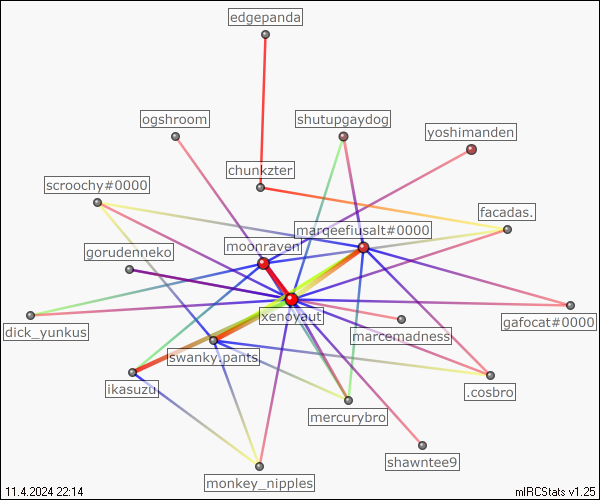 edgepanda
ogshroom
shutupgaydog
yoshimanden
chunkzter
scroochy#0000
facadas.
marqeefiusalt#0000
moonraven
gorudenneko
xenoyaut
gafocat#0000
dick_yunkus
marcemadness
swanky.pants
ikasuzu
.cosbro
mercurybro
shawntee9
monkey_nipples
11.4.2024 22:14
mIRCStats v1.25